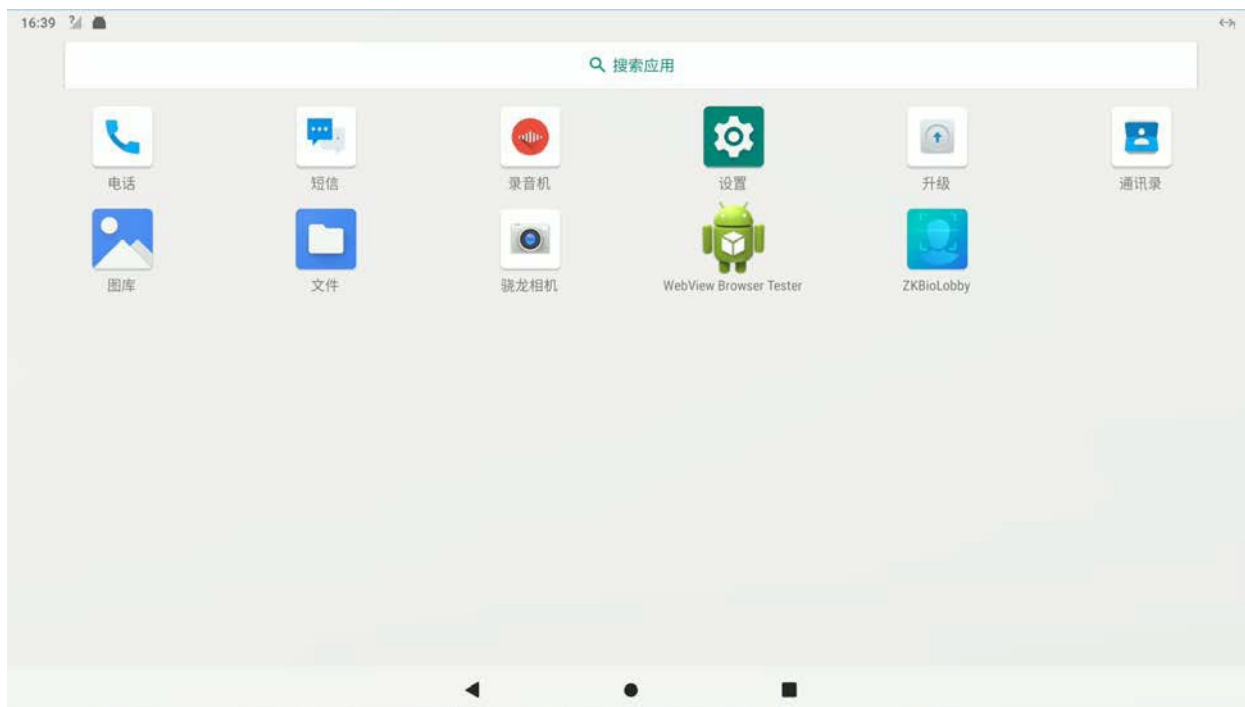 16:39
搜索应用
电话
短信
录音机
设置
升级
通讯录
图库
文件
骁龙相机
WebView Browser Tester
ZKBioLobby